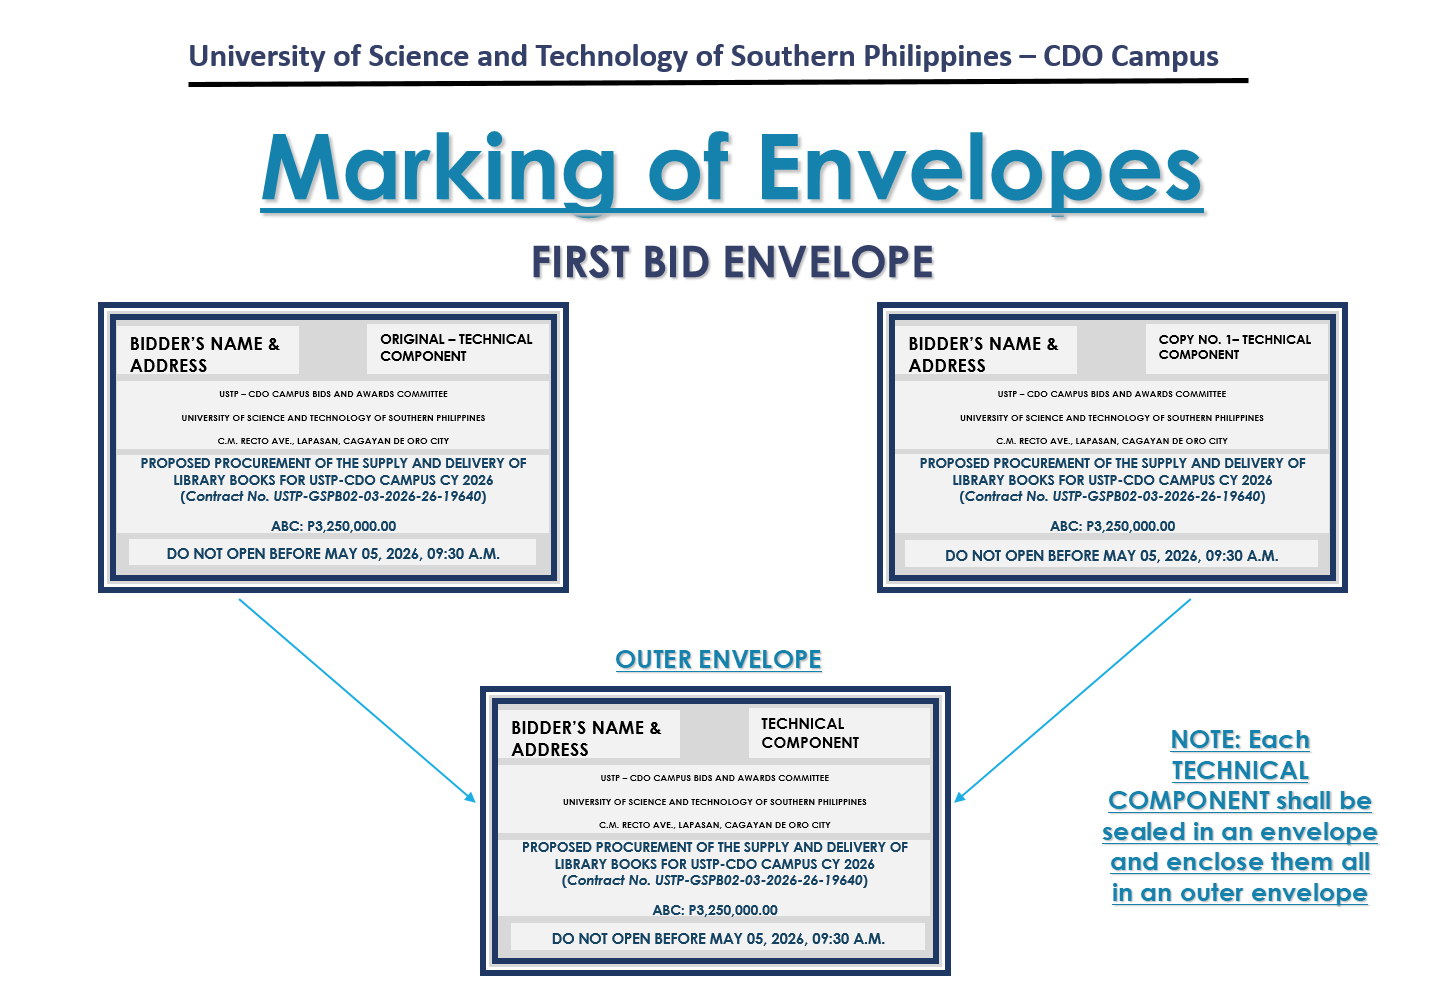 University of Science and Technology of Southern Philippines – CDO Campus
Marking of Envelopes
FIRST BID ENVELOPE
BIDDER'S NAME &
ADDRESS
ORIGINAL – TECHNICAL
COMPONENT
USTP – CDO CAMPUS BIDS AND AWARDS COMMITTEE
UNIVERSITY OF SCIENCE AND TECHNOLOGY OF SOUTHERN PHILIPPINES
C.M. RECTO AVE., LAPASAN, CAGAYAN DE ORO CITY
PROPOSED PROCUREMENT OF THE SUPPLY AND DELIVERY OF
LIBRARY BOOKS FOR USTP-CDO CAMPUS CY 2026
(Contract No. USTP-GSPB02-03-2026-26-19640)
ABC: P3,250,000.00
DO NOT OPEN BEFORE MAY 05, 2026, 09:30 A.M.
BIDDER'S NAME &
ADDRESS
COPY NO. 1– TECHNICAL
COMPONENT
USTP – CDO CAMPUS BIDS AND AWARDS COMMITTEE
UNIVERSITY OF SCIENCE AND TECHNOLOGY OF SOUTHERN PHILIPPINES
C.M. RECTO AVE., LAPASAN, CAGAYAN DE ORO CITY
PROPOSED PROCUREMENT OF THE SUPPLY AND DELIVERY OF
LIBRARY BOOKS FOR USTP-CDO CAMPUS CY 2026
(Contract No. USTP-GSPB02-03-2026-26-19640)
ABC: P3,250,000.00
DO NOT OPEN BEFORE MAY 05, 2026, 09:30 A.M.
OUTER ENVELOPE
BIDDER'S NAME &
ADDRESS
TECHNICAL
COMPONENT
USTP – CDO CAMPUS BIDS AND AWARDS COMMITTEE
UNIVERSITY OF SCIENCE AND TECHNOLOGY OF SOUTHERN PHILIPPINES
C.M. RECTO AVE., LAPASAN, CAGAYAN DE ORO CITY
PROPOSED PROCUREMENT OF THE SUPPLY AND DELIVERY OF
LIBRARY BOOKS FOR USTP-CDO CAMPUS CY 2026
(Contract No. USTP-GSPB02-03-2026-26-19640)
ABC: P3,250,000.00
DO NOT OPEN BEFORE MAY 05, 2026, 09:30 A.M.
NOTE: Each
TECHNICAL
COMPONENT shall be
sealed in an envelope
and enclose them all
in an outer envelope